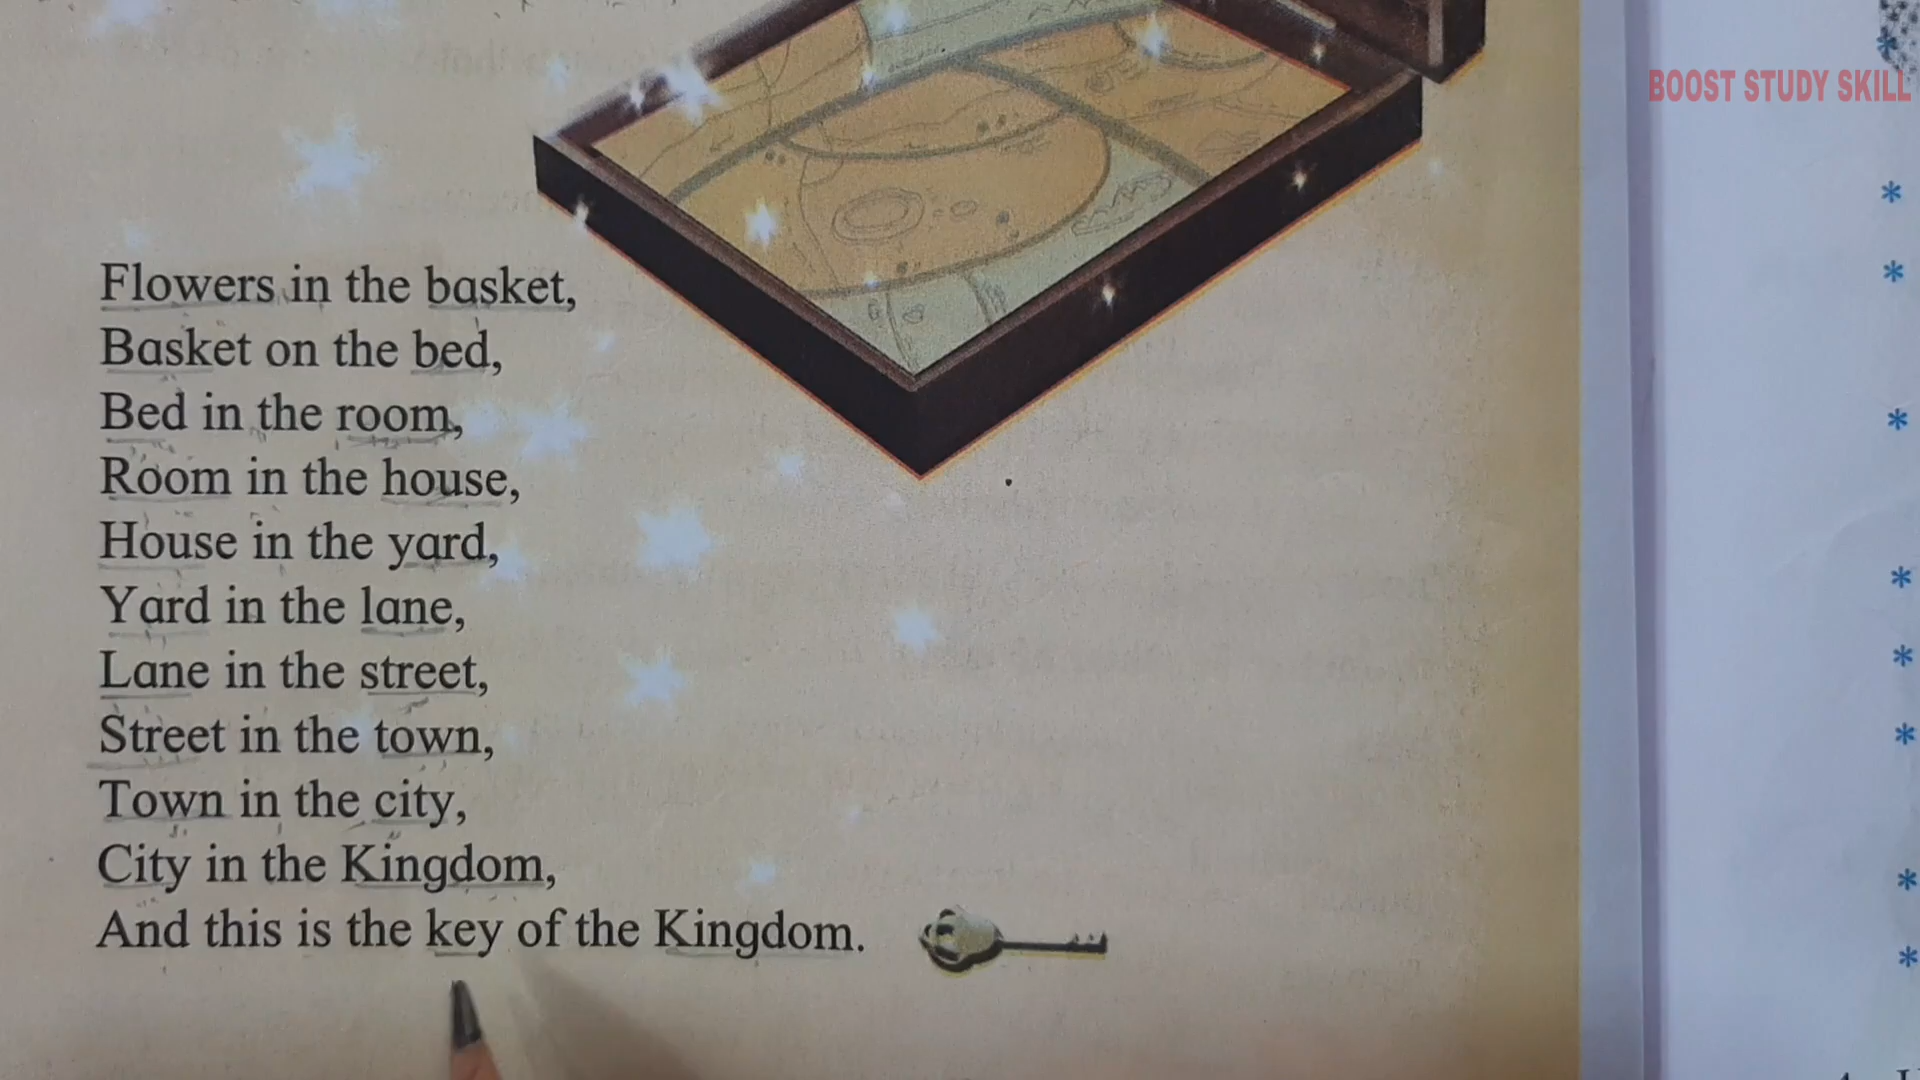 BOOST STUDY SKILL
Flowers in the basket,
Basket on the bed,
Bed in the room,
Room in the house,
House in the yard,
Yard in the lane,
Lane in the street,
Street in the town,
Town in the city,
City in the Kingdom,
And this is the key of the Kingdom.